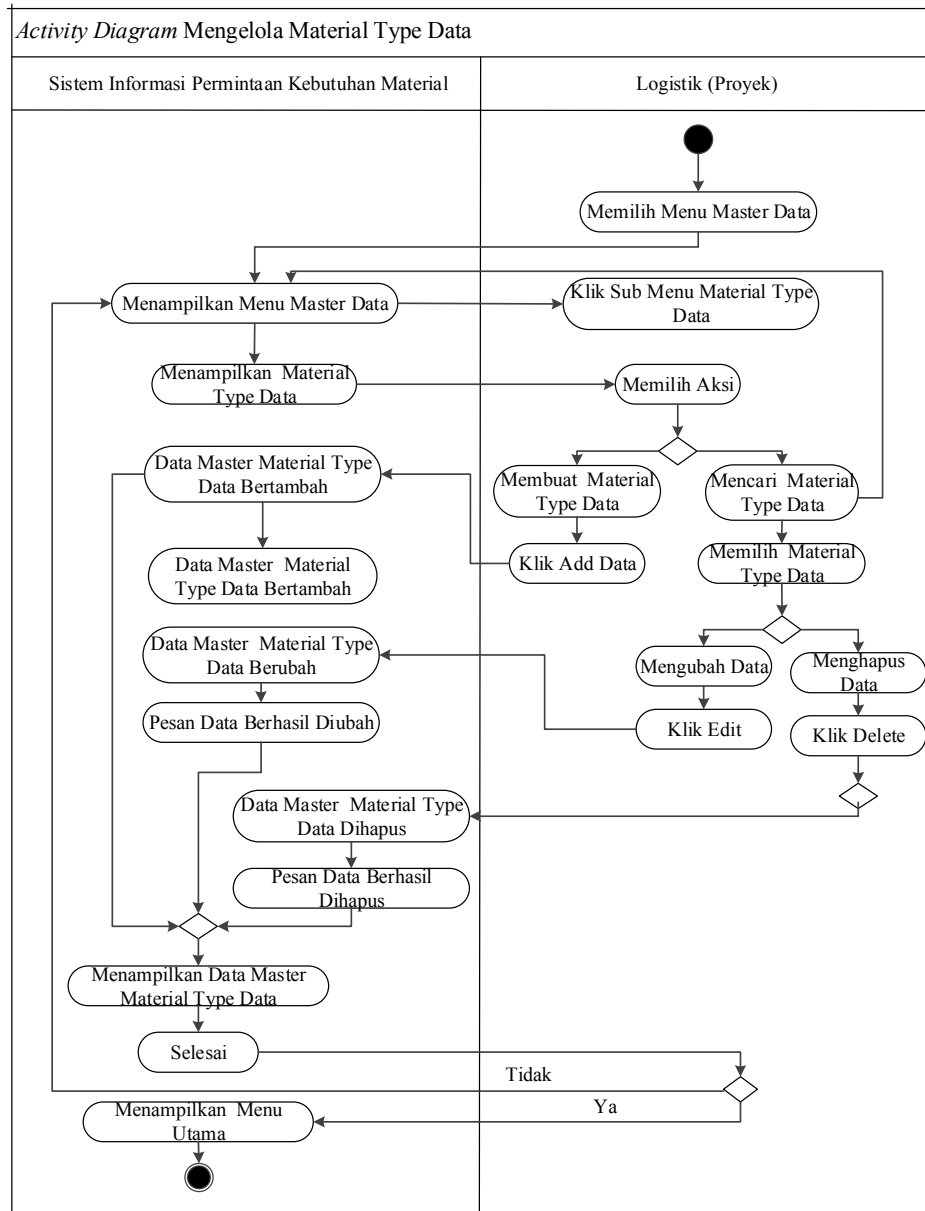 Activity Diagram Mengelola Material Type Data
Sistem Informasi Permintaan Kebutuhan Material
Logistik (Proyek)
Memilih Menu Master Data
Menampilkan Menu Master Data
Klik Sub Menu Material Type
Data
Menampilkan Material
Type Data
Memilih Aksi
Data Master Material Type
Data Bertambah
Membuat Material
Type Data
Mencari Material
Type Data
Data Master Material
Type Data Bertambah
Klik Add Data
Memilih Material
Type Data
Data Master Material Type
Data Berubah
Mengubah Data
Menghapus
Data
Pesan Data Berhasil Diubah
Klik Edit
Klik Delete
Data Master Material Type
Data Dihapus
Pesan Data Berhasil
Dihapus
Menampilkan Data Master
Material Type Data
Selesai
Tidak
Ya
Menampilkan Menu
Utama